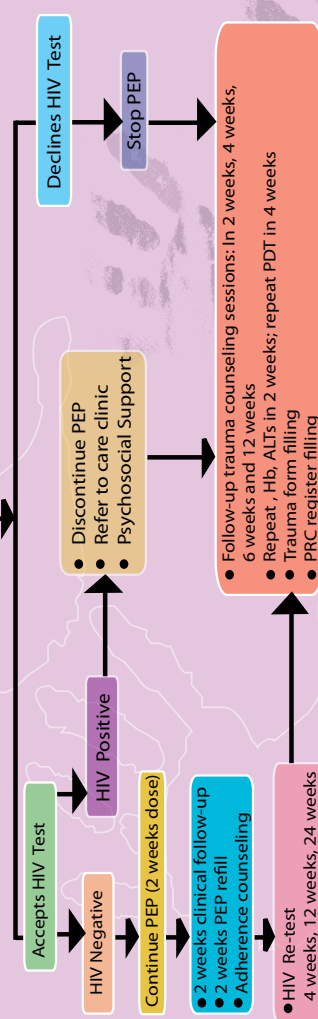 Accepts HIV Test
Declines HIV Test
HIV Negative
HIV Positive
Stop PEP
Continue PEP (2 weeks dose)
● Discontinue PEP
● Refer to care clinic
● Psychosocial Support
● 2 weeks clinical follow-up
● 2 weeks PEP refill
● Adherence counseling
● HIV Re-test
4 weeks, 12 weeks, 24 weeks
● Follow-up trauma counseling sessions: In 2 weeks, 4 weeks,
6 weeks and 12 weeks
● Repeat , Hb, ALTs in 2 weeks; repeat PDT in 4 weeks
● Trauma form filling
● PRC register filling